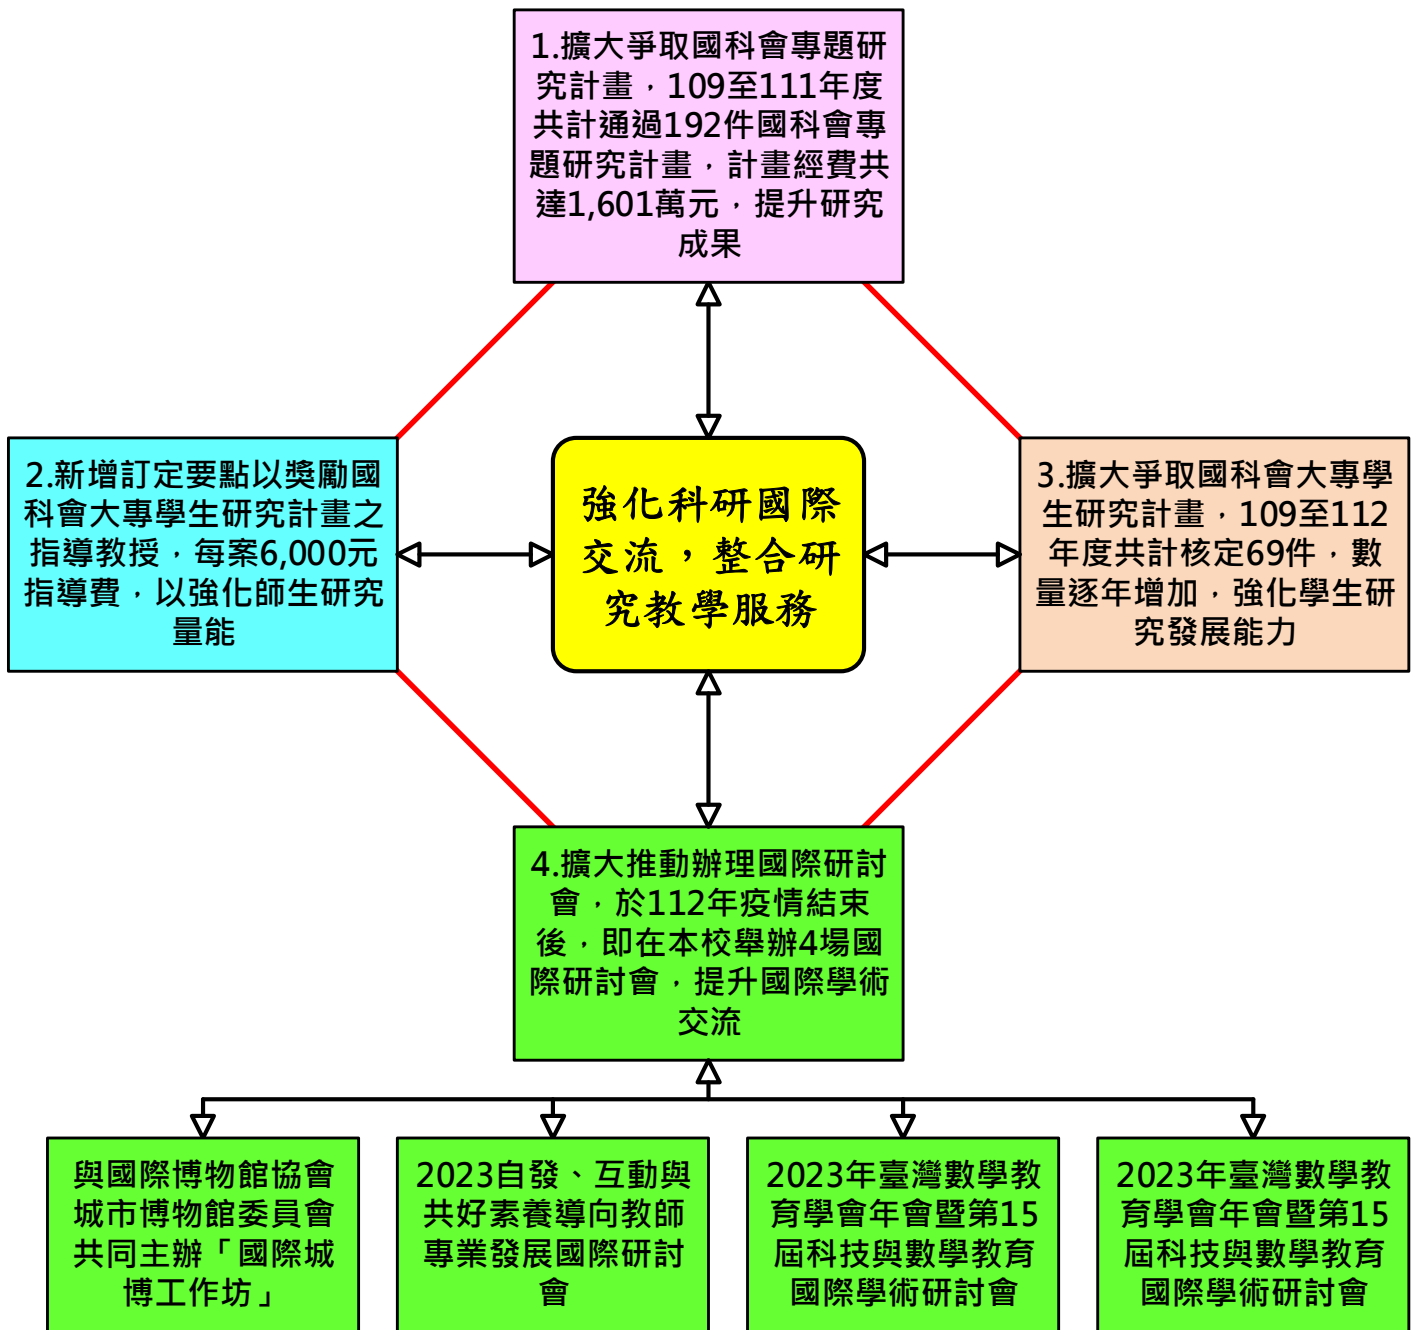 1.擴大爭取國科會專題研
究計畫，109至111年度
共計通過192件國科會專
題研究計畫，計畫經費共
達1,601萬元，提升研究
成果
2.新增訂定要點以獎勵國
科會大專學生研究計畫之
指導教授，每案6,000元
指導費，以強化師生研究
量能
強化科研國際
交流，整合研
究教學服務
3.擴大爭取國科會大專學
生研究計畫，109至112
年度共計核定69件，數
量逐年增加，強化學生研
究發展能力
4.擴大推動辦理國際研討
會，於112年疫情結束
後，即在本校舉辦4場國
際研討會，提升國際學術
交流
與國際博物館協會
城市博物館委員會
共同主辦「國際城
博工作坊」
2023自發、互動與
共好素養導向教師
專業發展國際研討
會
2023年臺灣數學教
育學會年會暨第15
屆科技與數學教育
國際學術研討會
2023年臺灣數學教
育學會年會暨第15
屆科技與數學教育
國際學術研討會